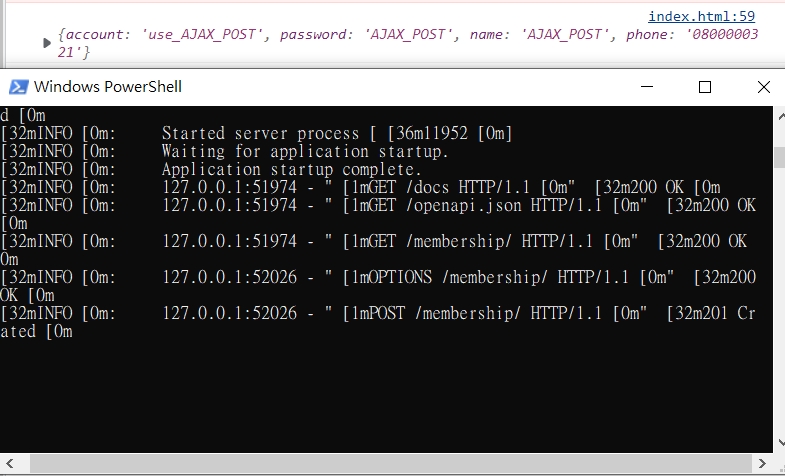 index.html:59
{account: 'use_AJAX_POST', password: 'AJAX_POST', name: 'AJAX_POST', phone: '080000003
21'}
Windows PowerShell
d [0m
[32mINFO [0m:     Started server process [ [36m11952 [0m]
[32mINFO [0m:     Waiting for application startup.
[32mINFO [0m:     Application startup complete.
[32mINFO [0m:     127.0.0.1:51974 - " [1mGET /docs HTTP/1.1 [0m"  [32m200 OK [0m
[32mINFO [0m:     127.0.0.1:51974 - " [1mGET /openapi.json HTTP/1.1 [0m"  [32m200 OK
[0m
[32mINFO [0m:     127.0.0.1:51974 - " [1mGET /membership/ HTTP/1.1 [0m"  [32m200 OK
0m
[32mINFO [0m:     127.0.0.1:52026 - " [1mOPTIONS /membership/ HTTP/1.1 [0m"  [32m200
OK [0m
[32mINFO [0m:     127.0.0.1:52026 - " [1mPOST /membership/ HTTP/1.1 [0m"  [32m201 Cr
ated [0m